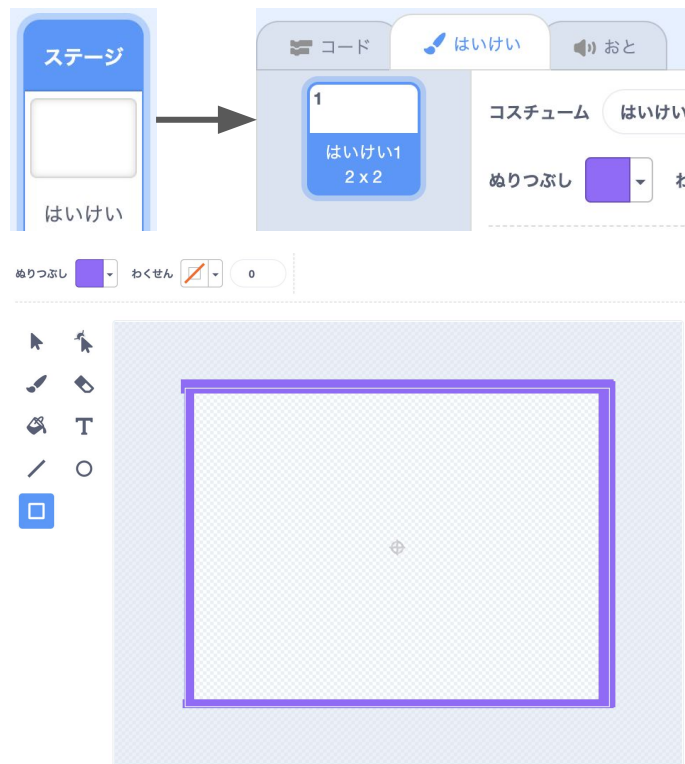 ステージ
はいけい
コード
はいけい
おと
1
はいけい1
2 x 2
コスチューム
はいけい
ぬりつぶし
ぬりつぶし
わくせん
0
T